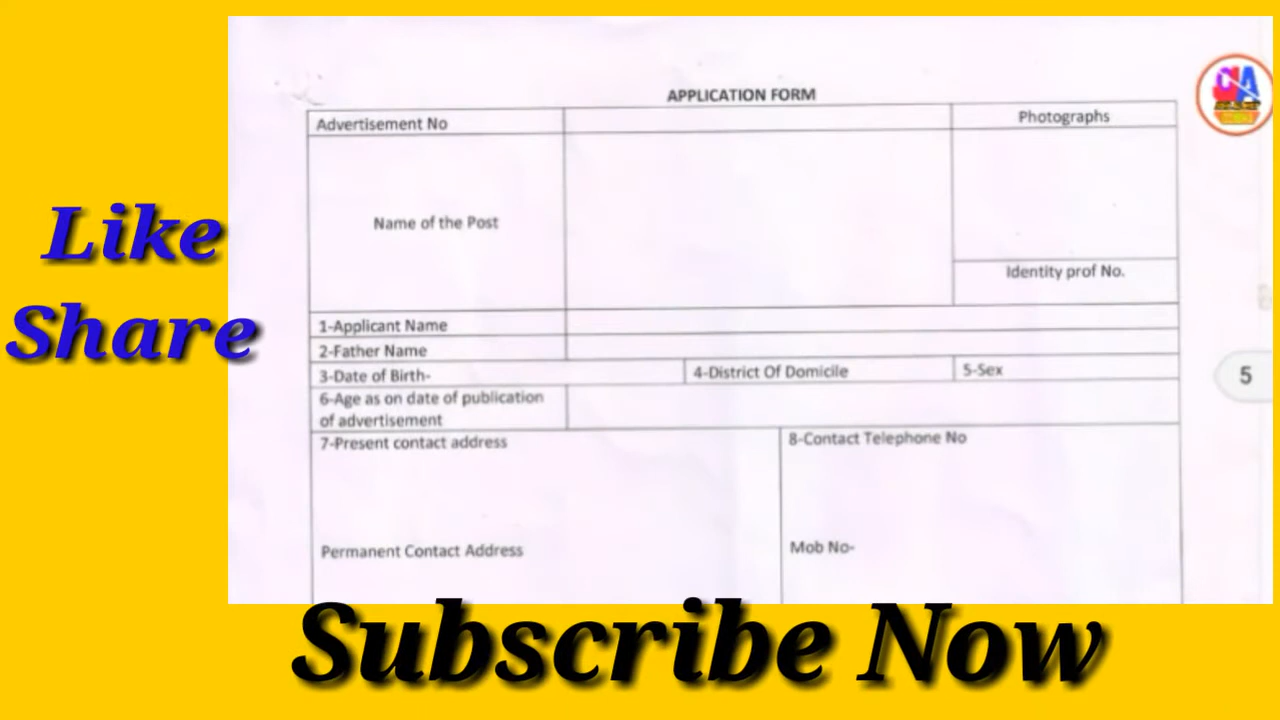 APPLICATION FORM
Advertisement No
Photographs
Name of the Post
Identity prof No.
1-Applicant Name
2-Father Name
3-Date of Birth-
4-District Of Domicile
5-Sex
6-Age as on date of publication
of advertisement
7-Present contact address
8-Contact Telephone No
Permanent Contact Address
Mob No-
5
Like
Share
Subscribe Now